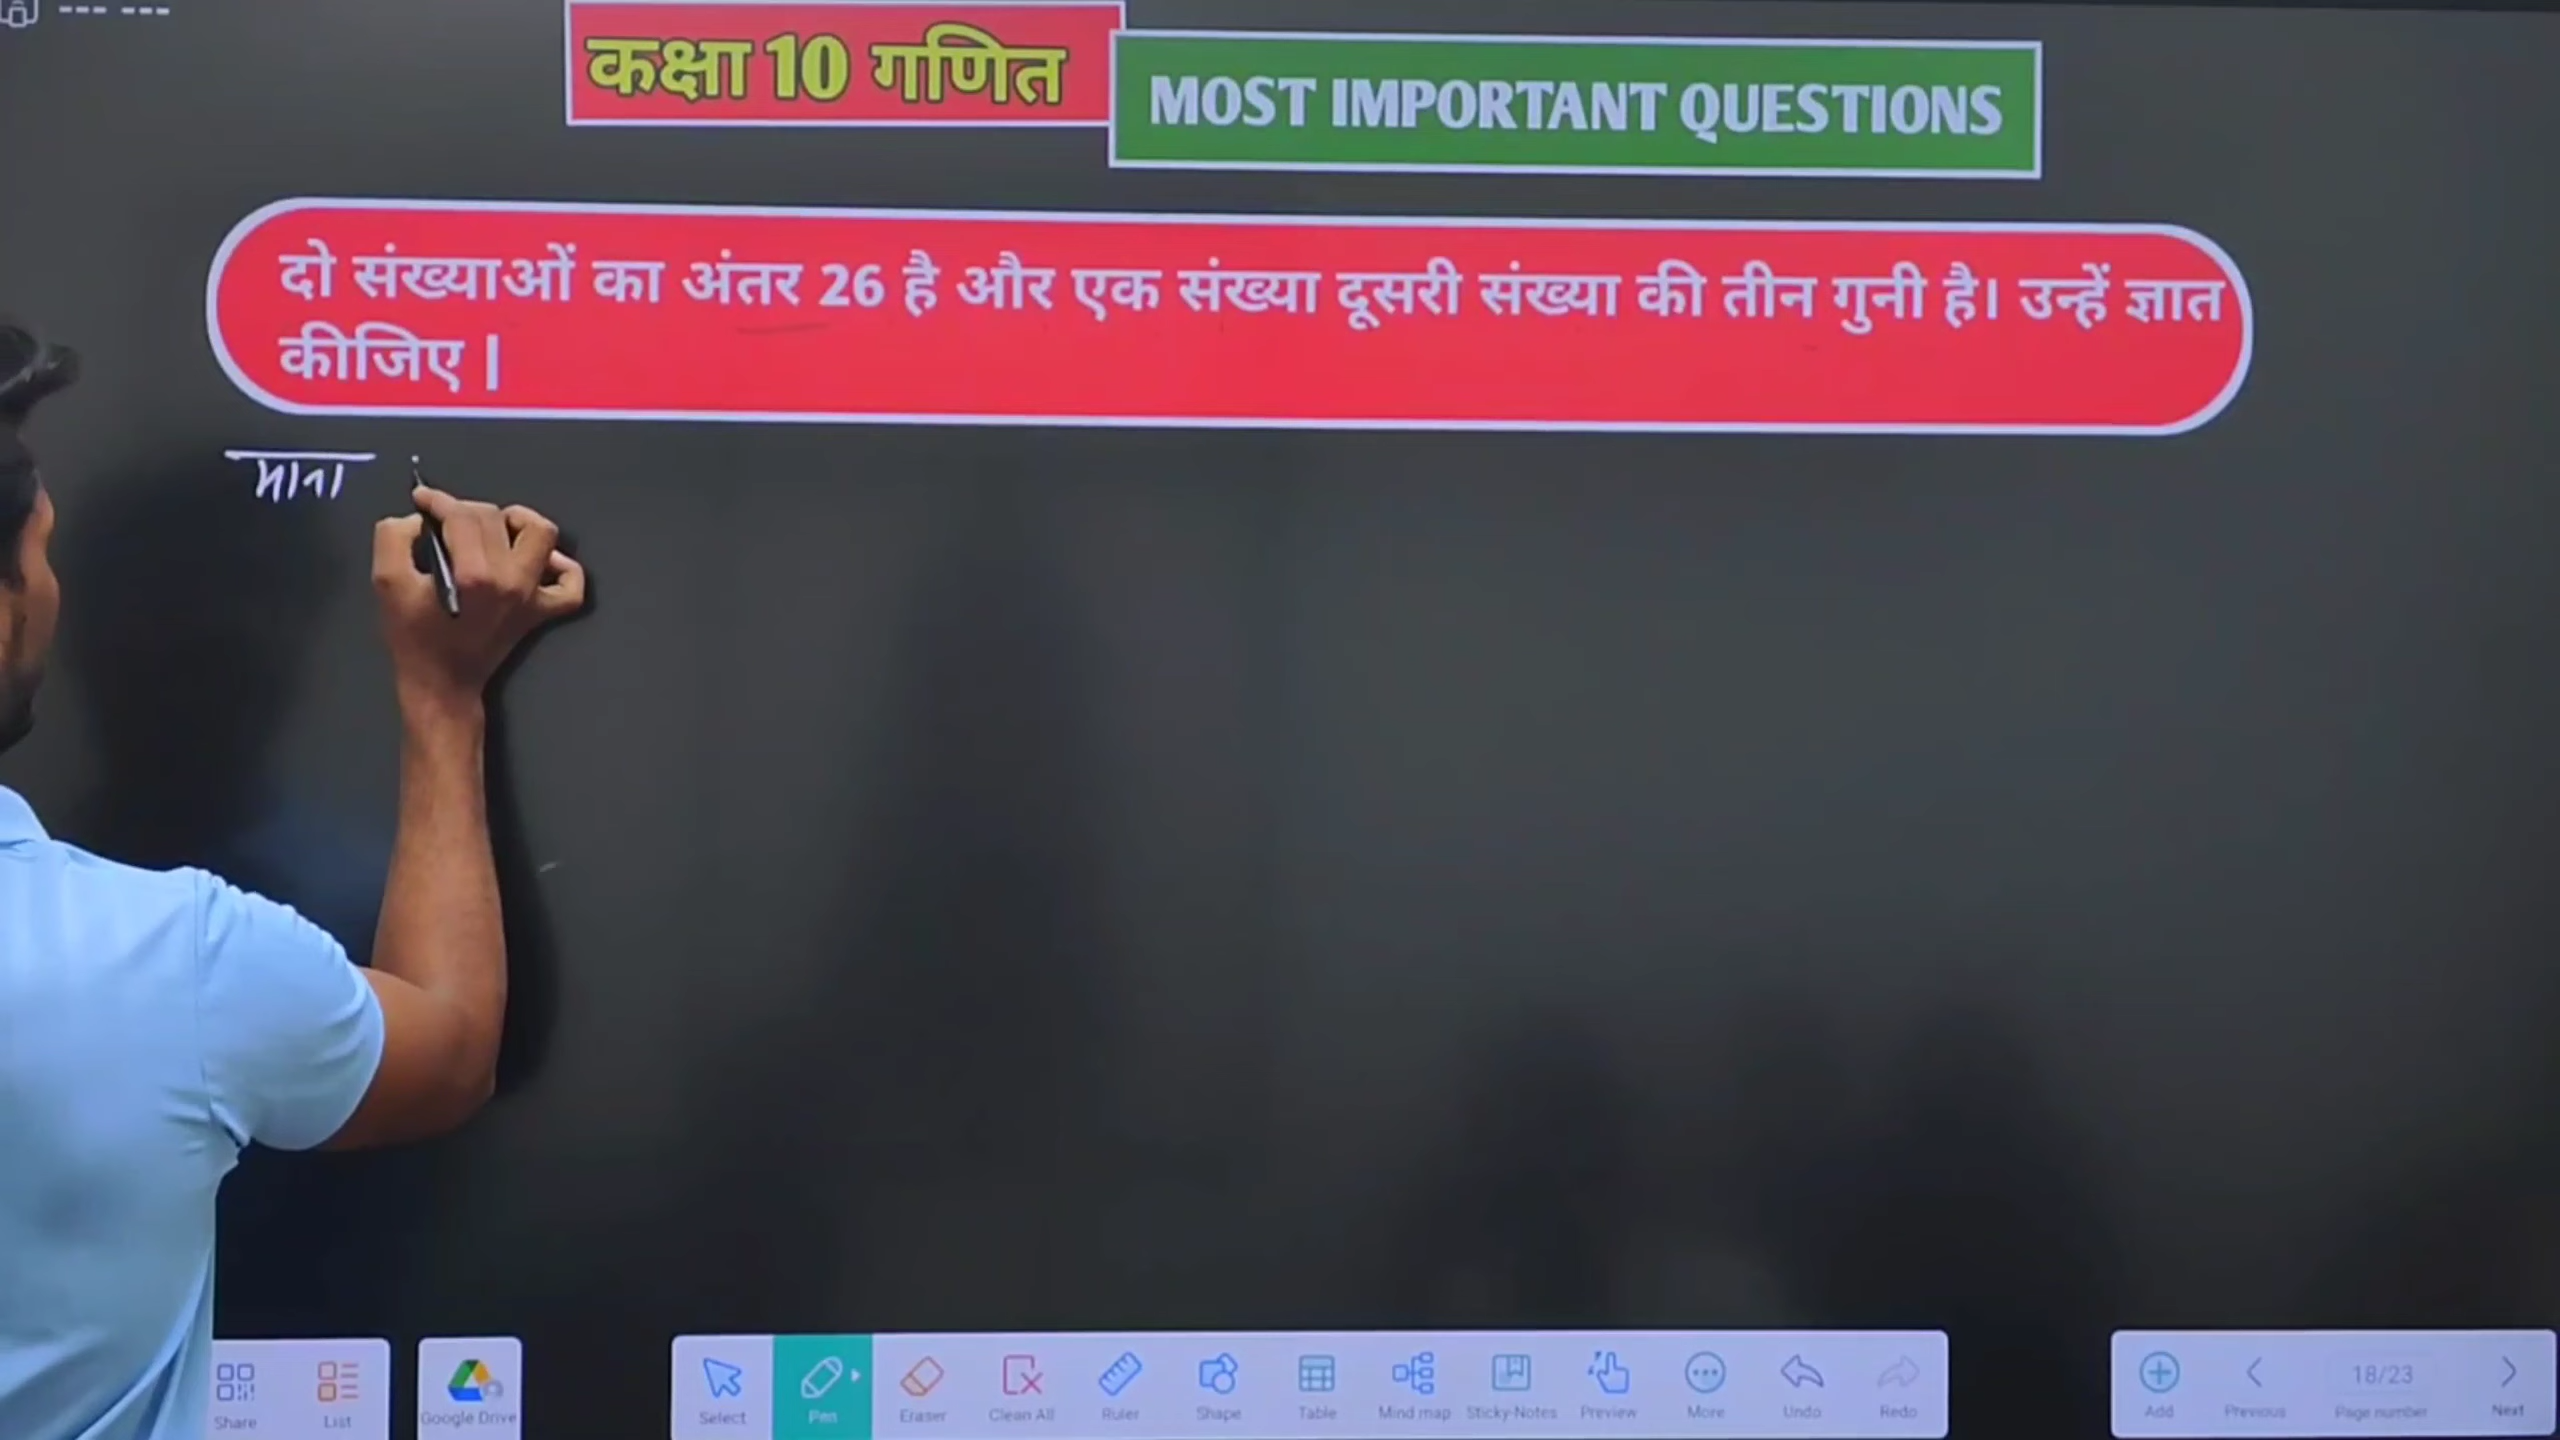 कक्षा 10 गणित
MOST IMPORTANT QUESTIONS
दो संख्याओं का अंतर 26 है और एक संख्या दूसरी संख्या की तीन गुनी है। उन्हें ज्ञात
कीजिए |
माना
Share List Google Drive Select Pen Eraser Clean All Ruler Shape Table Mind map Sticky-Notes Preview More Undo Redo Add Previous 18/23 Page number Next